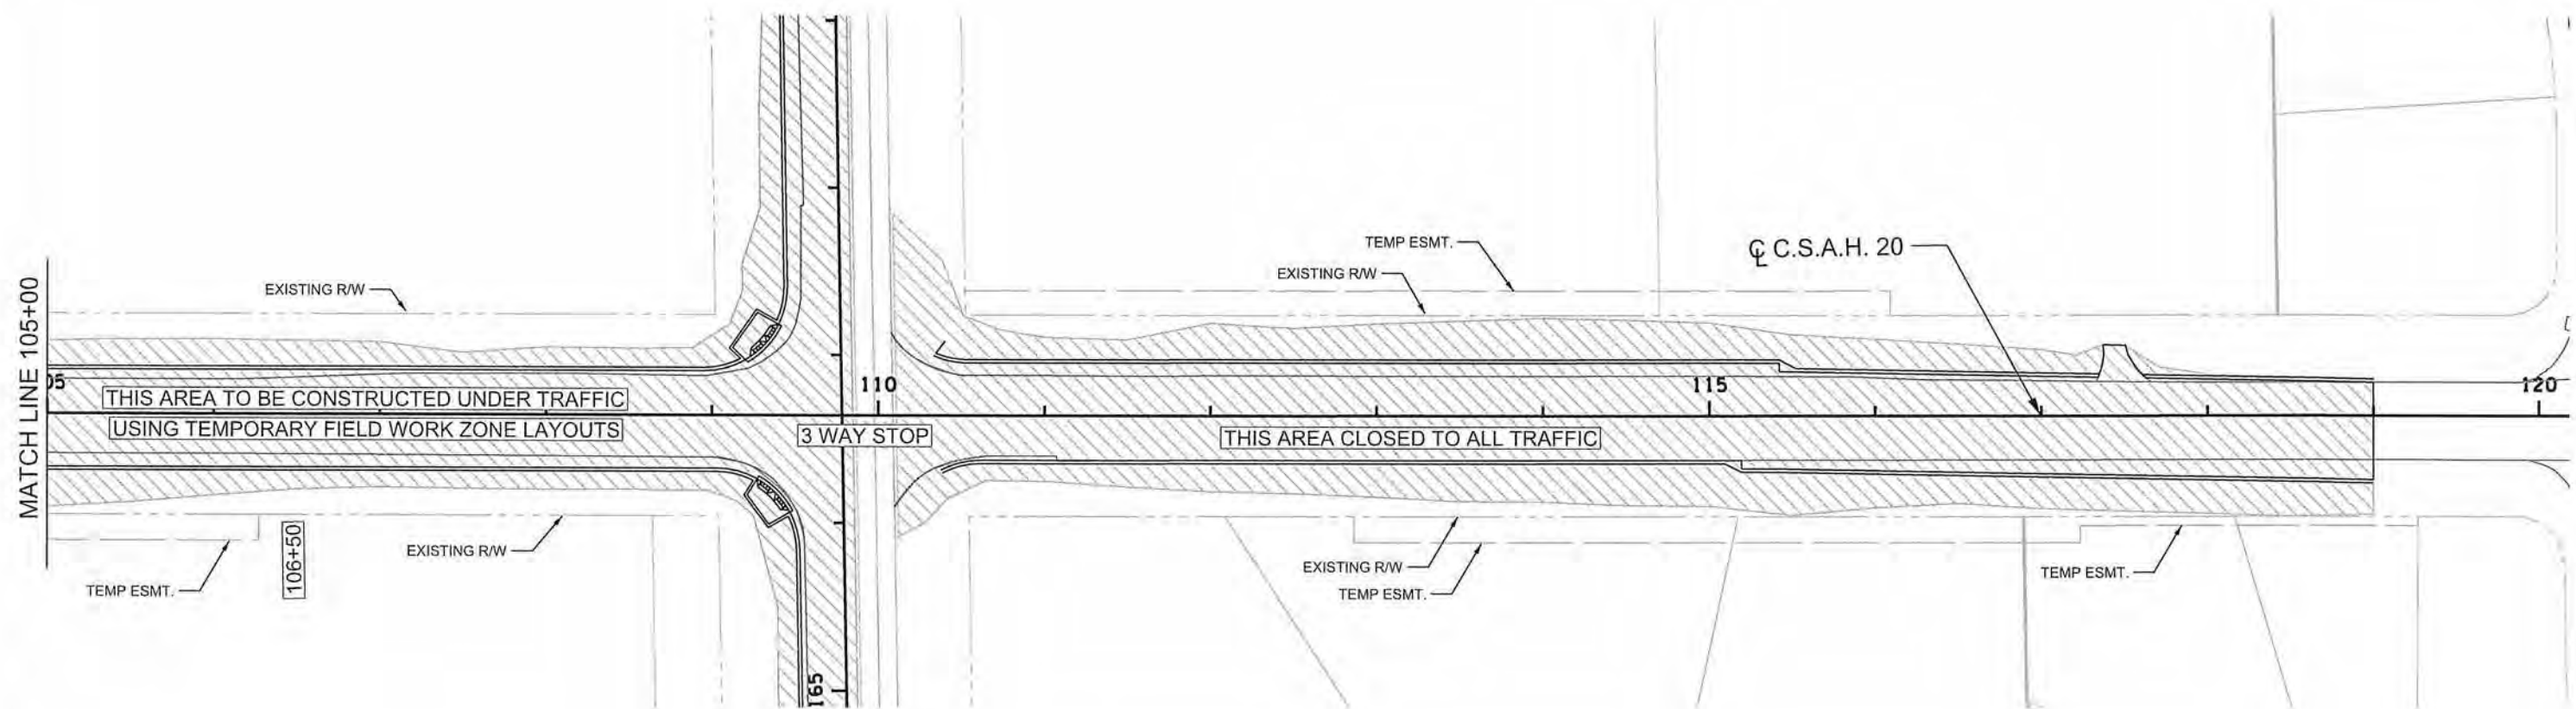 MATCH LINE 105+00
EXISTING R/W
TEMP ESMT.
EXISTING R/W
℄ C.S.A.H. 20
05
110
115
120
THIS AREA TO BE CONSTRUCTED UNDER TRAFFIC
USING TEMPORARY FIELD WORK ZONE LAYOUTS
3 WAY STOP
THIS AREA CLOSED TO ALL TRAFFIC
106+50
EXISTING R/W
TEMP ESMT.
EXISTING R/W
TEMP ESMT.
TEMP ESMT.
165